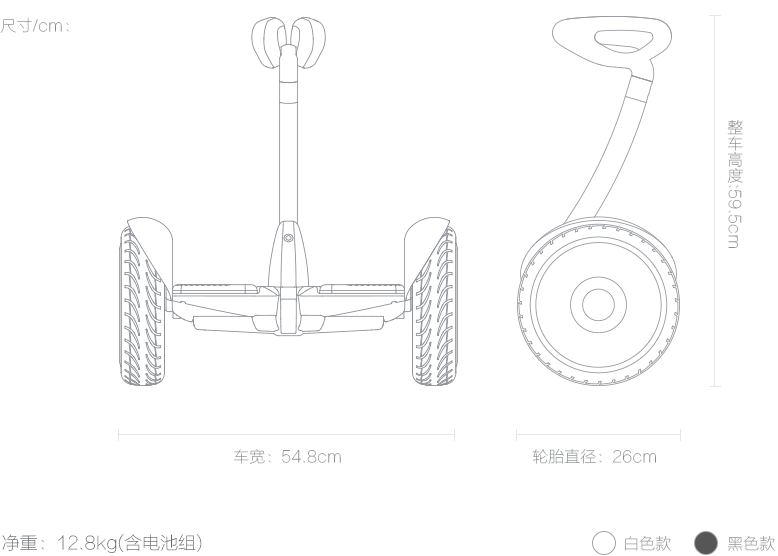 尺寸/cm:
整车高度:59.5cm
车宽：54.8cm
轮胎直径：26cm
净重：12.8kg(含电池组)
白色款
黑色款